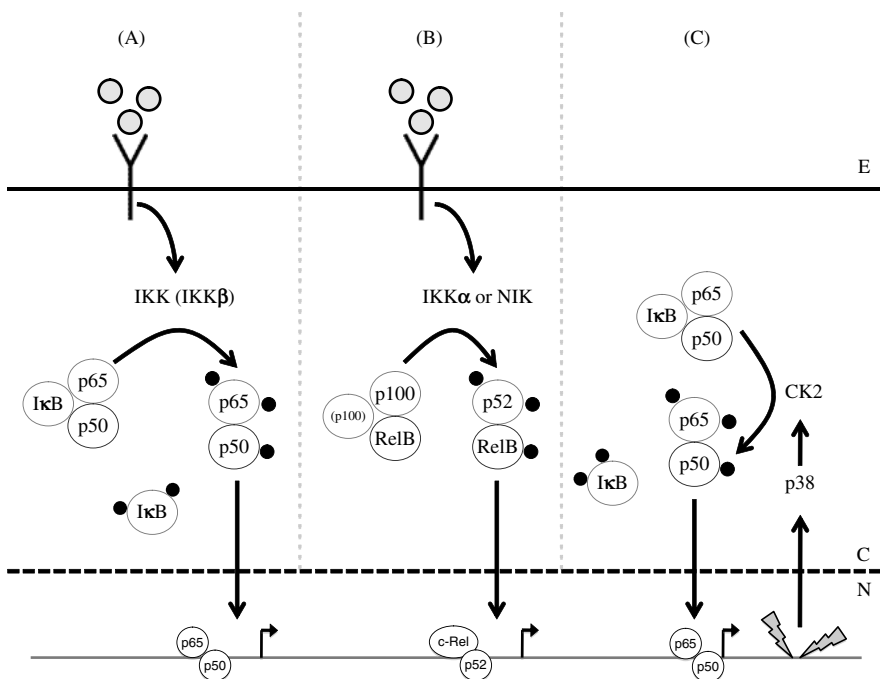 (A)
(B)
(C)
E
IKK (IKKβ)
IKKα or NIK
p65
IκB
p50
p65
p50
IκB
p100
(p100)
RelB
p52
RelB
p65
IκB
p50
CK2
p65
p50
IκB
p38
C
N
p65
p50
c-Rel
p52
p65
p50